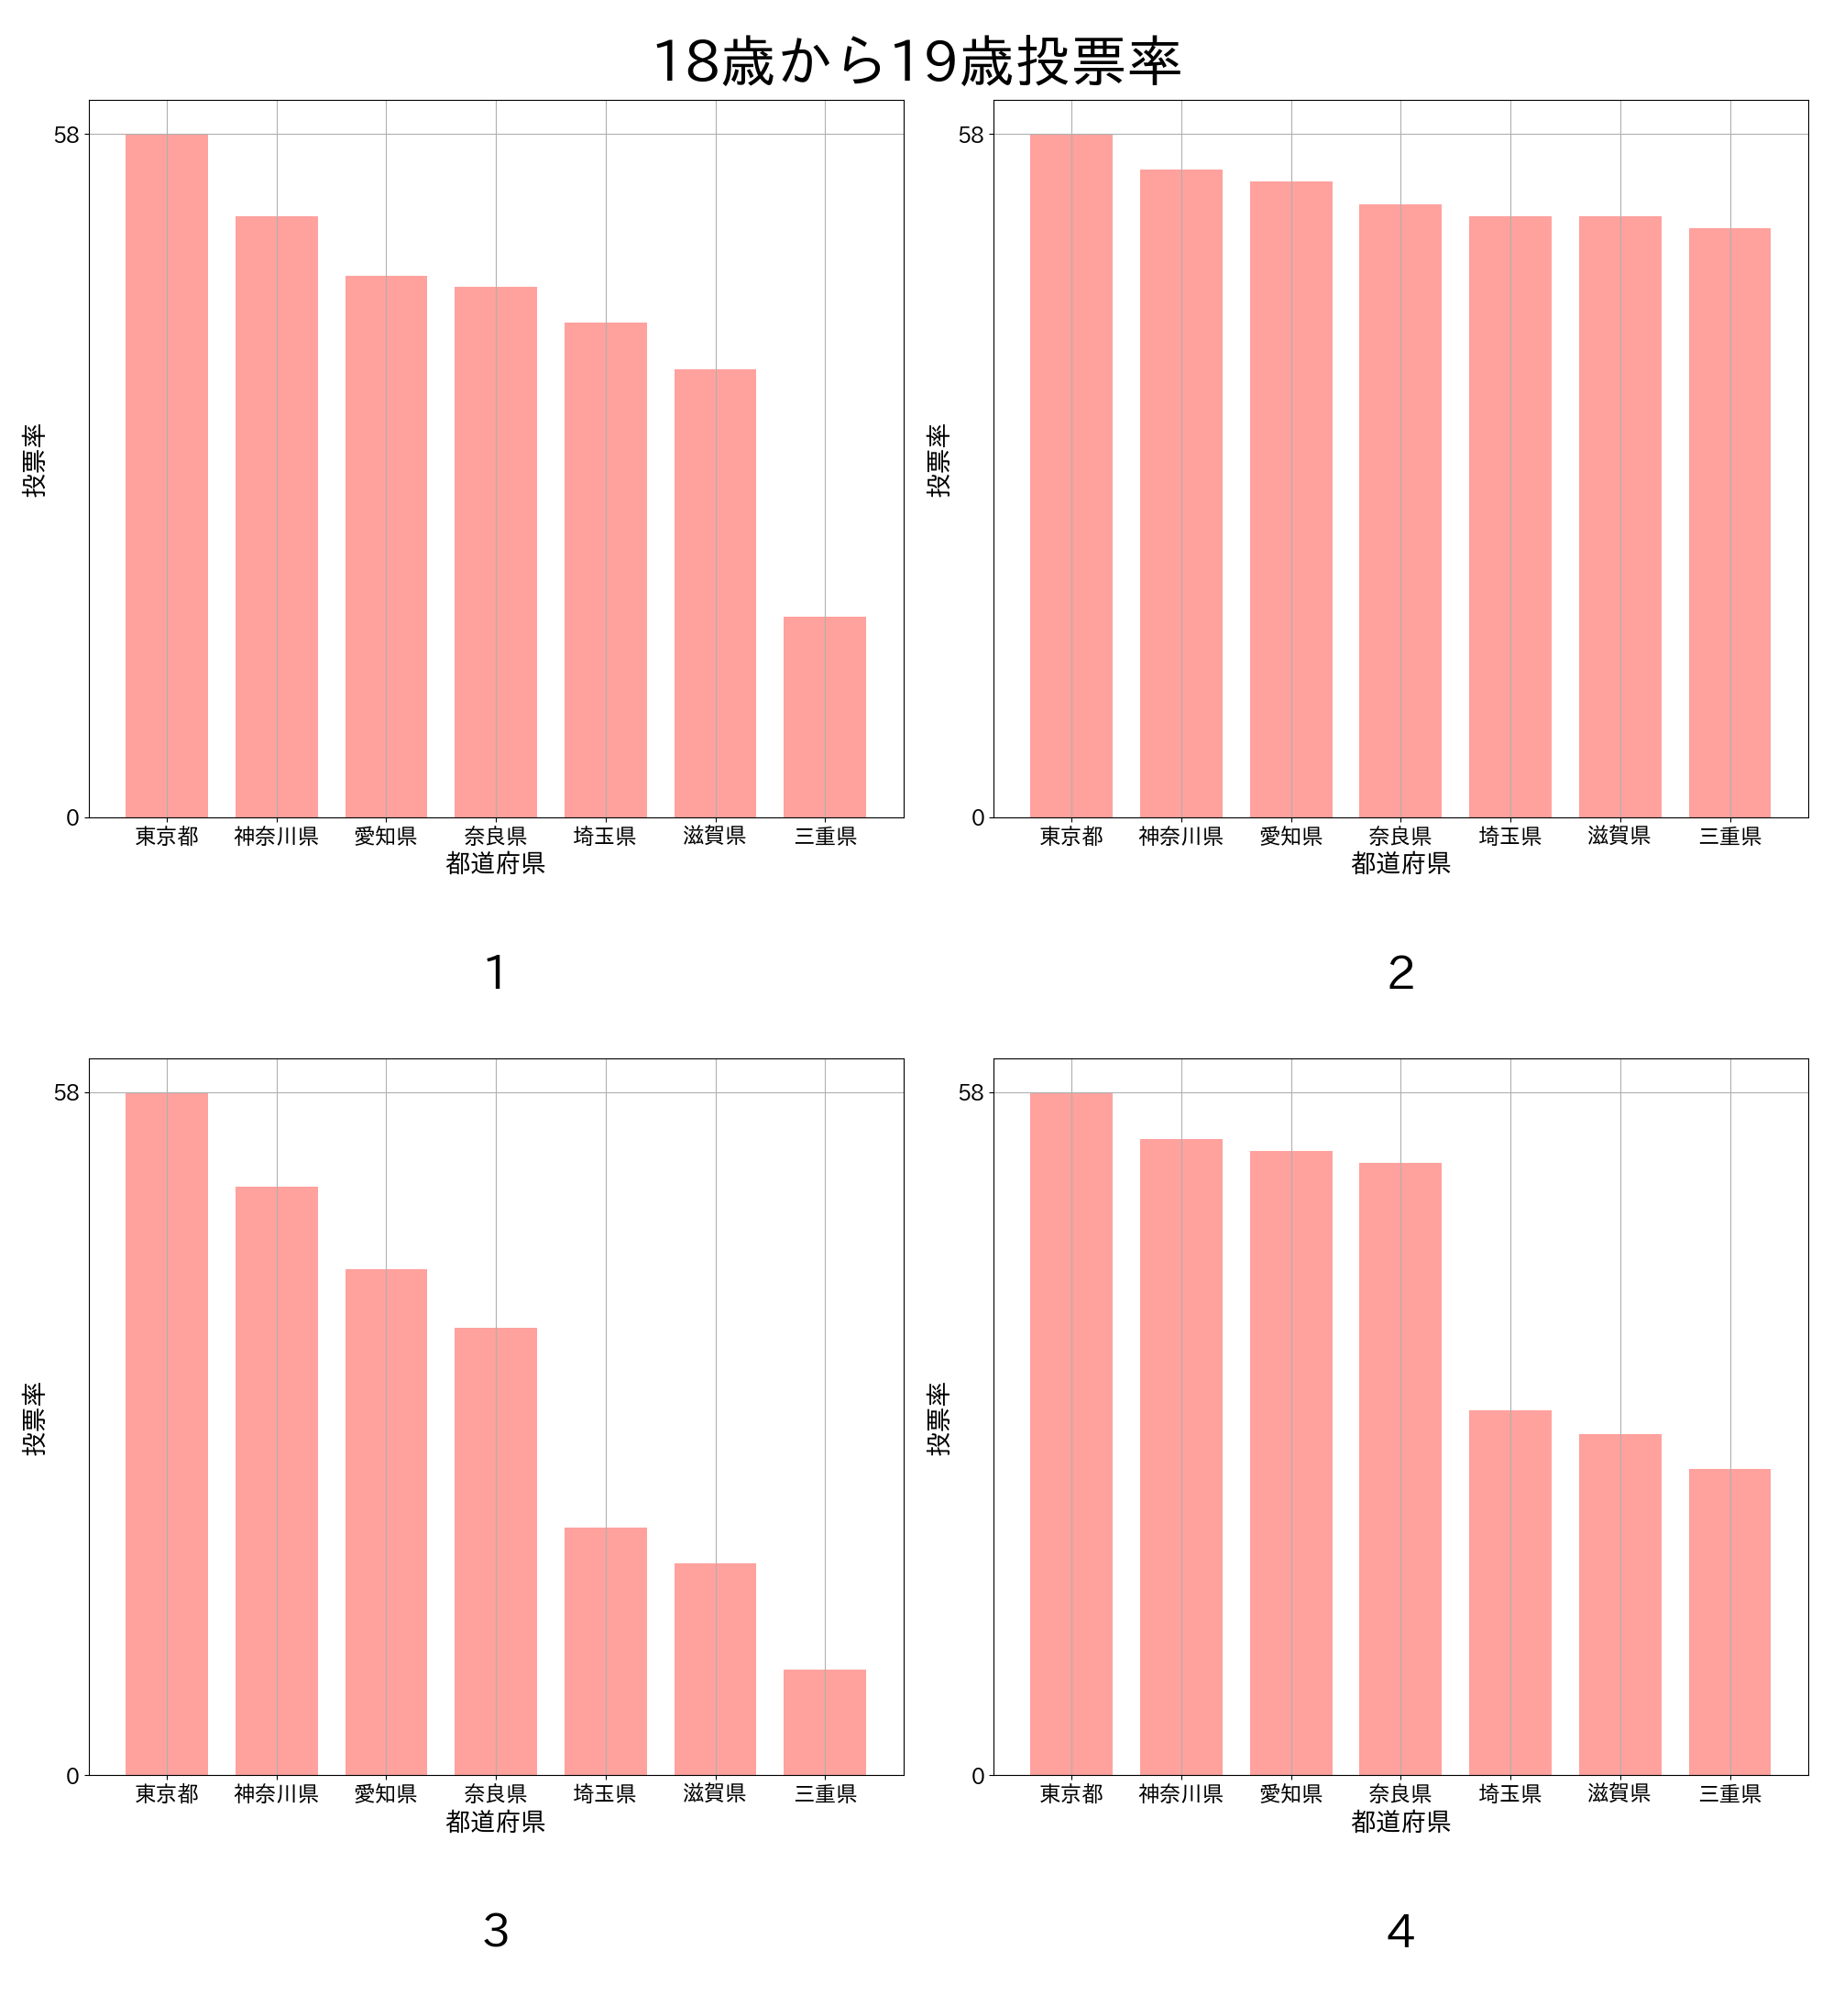 18歳から19歳投票率
58
0
投票率
東京都 神奈川県 愛知県 奈良県 埼玉県 滋賀県 三重県
都道府県
1
58
0
投票率
東京都 神奈川県 愛知県 奈良県 埼玉県 滋賀県 三重県
都道府県
2
58
0
投票率
東京都 神奈川県 愛知県 奈良県 埼玉県 滋賀県 三重県
都道府県
3
58
0
投票率
東京都 神奈川県 愛知県 奈良県 埼玉県 滋賀県 三重県
都道府県
4